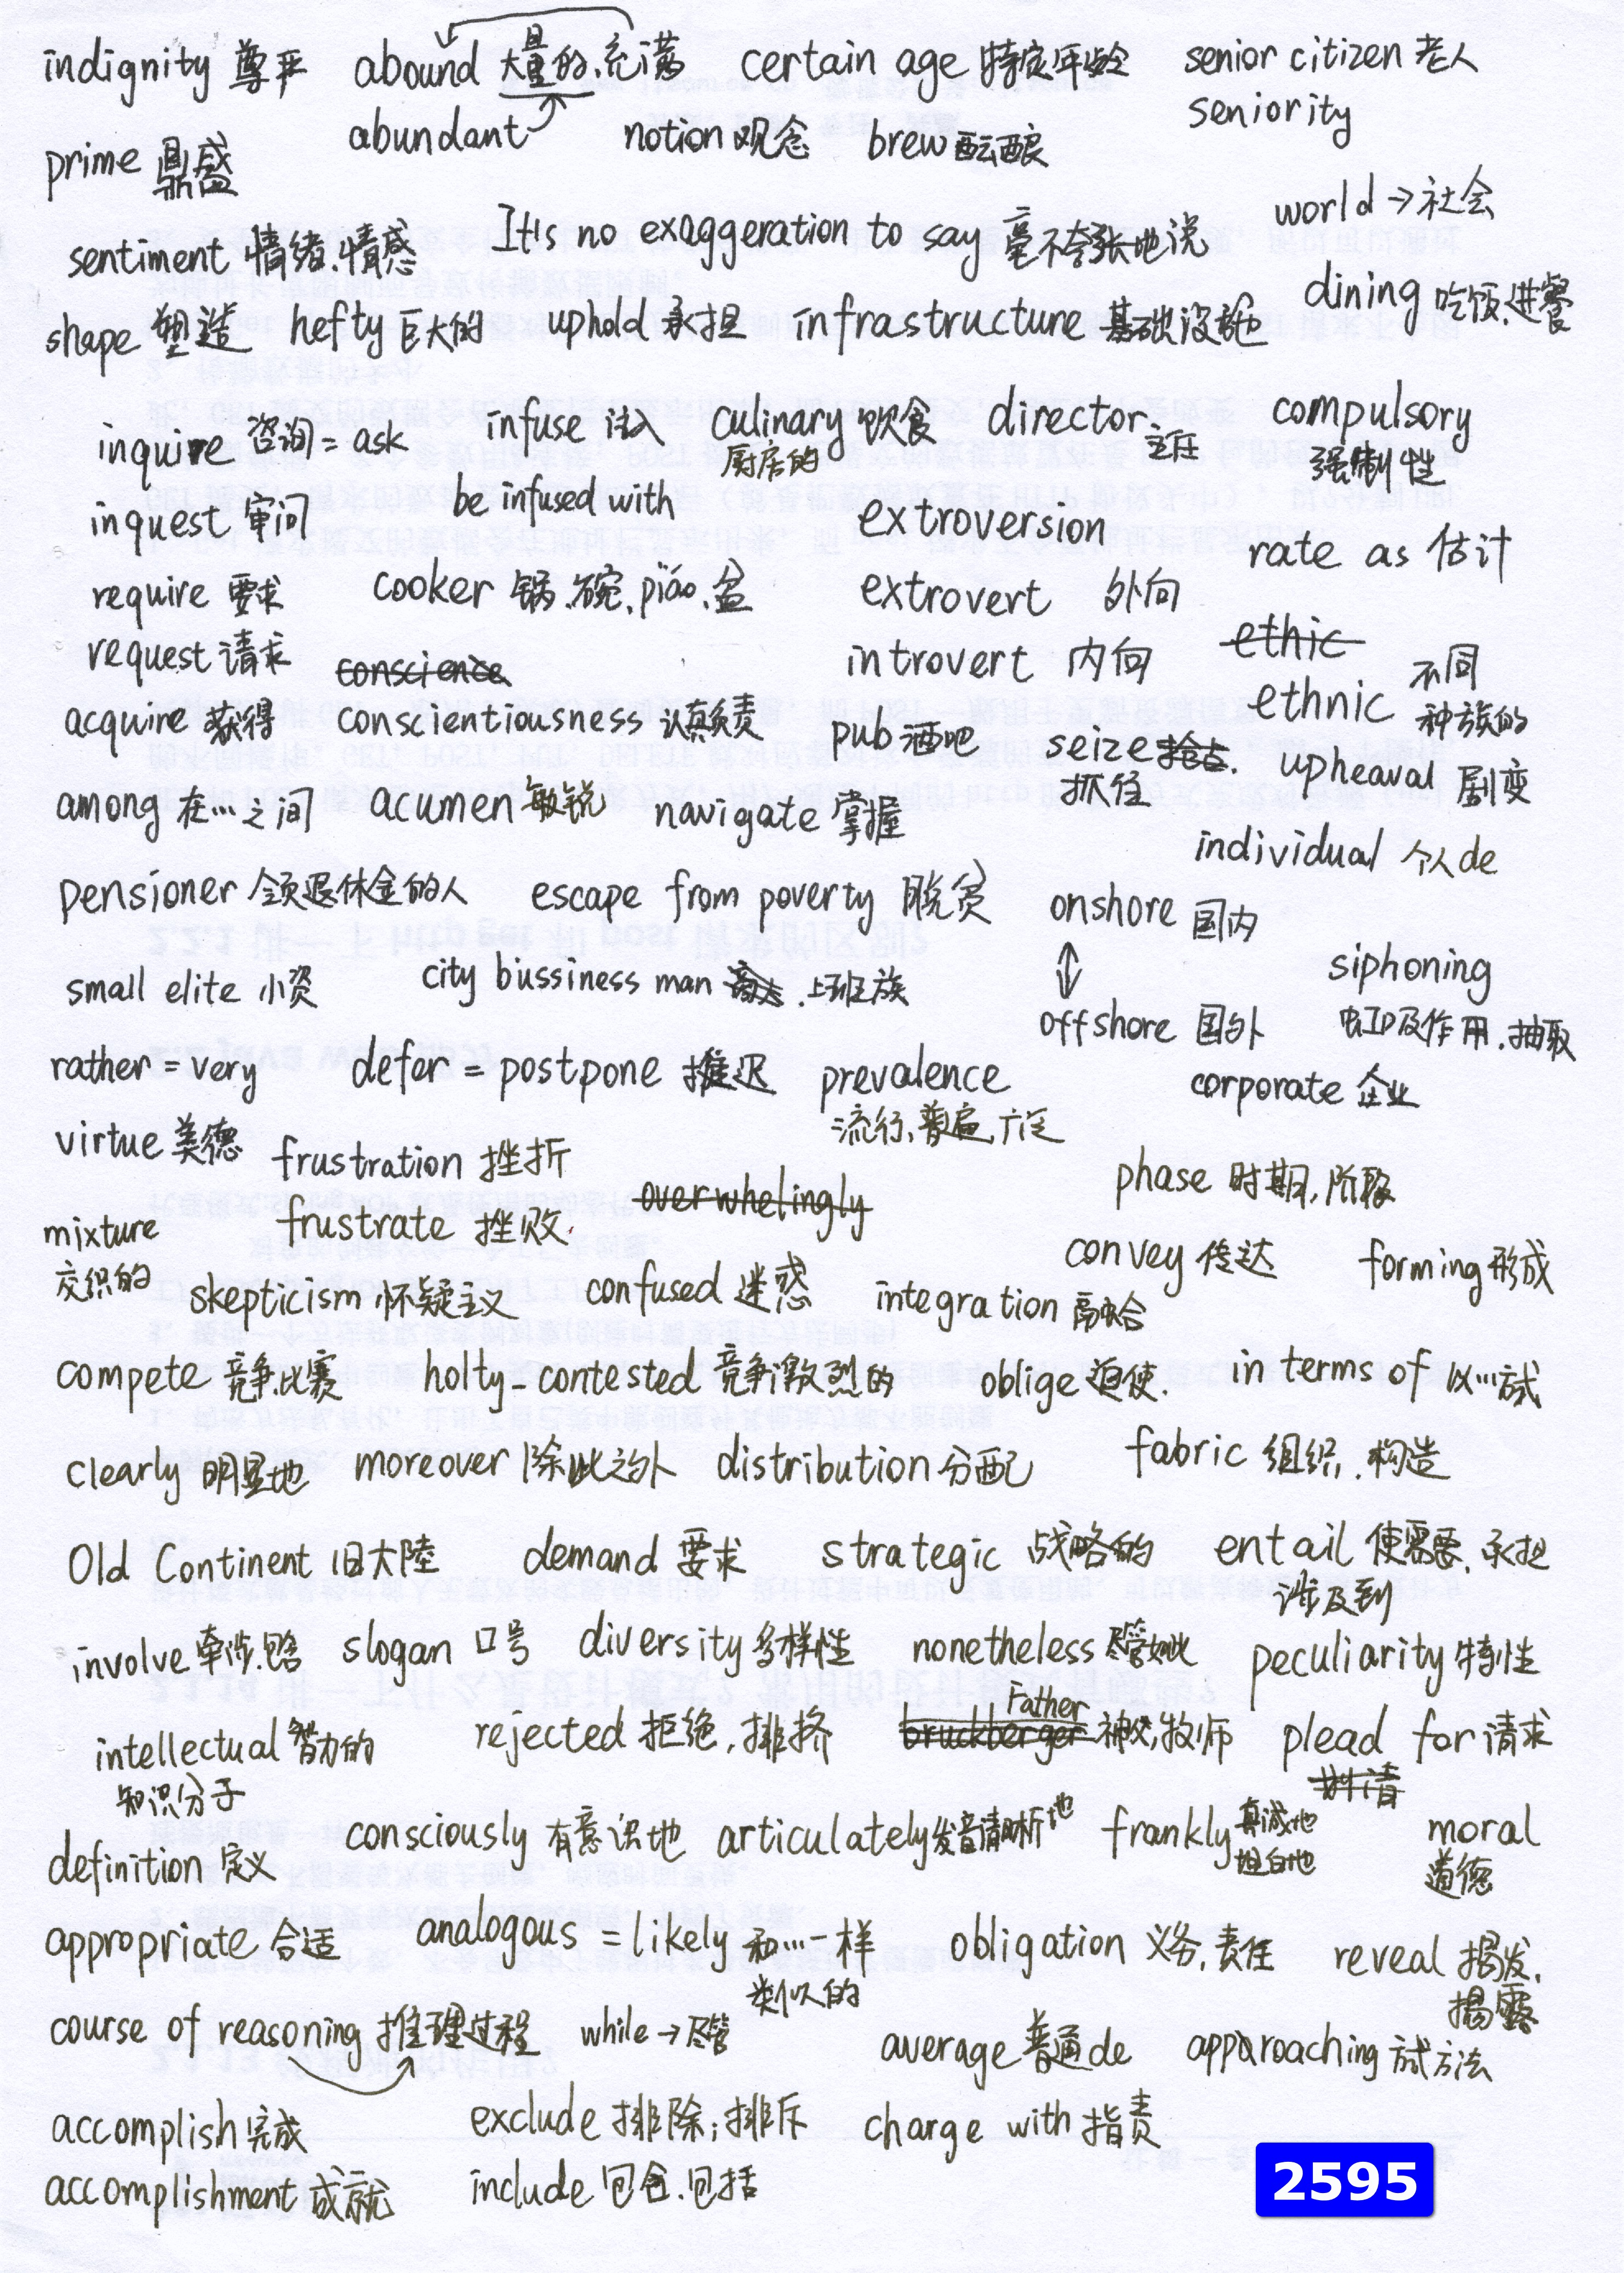 indignity 尊严 abound 大量的、充满 certain age 特定年龄 senior citizen 老人
abundant notion 观念 brew 酝酿 seniority
prime 鼎盛
world → 社会
sentiment 情绪、情感 It's no exaggeration to say 毫不夸张地说
dining 吃饭、进餐
shape 塑造 hefty 巨大的 uphold 承担 infrastructure 基础设施
inquire 咨询 = ask infuse 注入 culinary 饮食 director 主任 compulsory
厨房的 强制性
inquest 审问 be infused with extroversion
rate as 估计
require 要求 cooker 锅、碗、piáo、盆 extrovert 外向
ethic
request 请求 conscience introvert 内向 不同
acquire 获得 conscientiousness 认真负责 pub 酒吧 seize 抢占. ethnic 种族的
抓住 upheaval 剧变
among 在…之间 acumen 敏锐 navigate 掌握
individual 个人de
pensioner 领退休金的人 escape from poverty 脱贫 onshore 国内
small elite 小资 city bussiness man 上班族 siphoning
offshore 国外 虹吸作用、抽取
rather = very defer = postpone 推迟 prevalence corporate 企业
流行、普遍、广泛
virtue 美德 frustration 挫折
overwhelingly phase 时期、阶段
mixture frustrate 挫败
交织的 convey 传达 forming 形成
skepticism 怀疑主义 confused 迷惑 integration 融合
compete 竞争、比赛 holty-contested 竞争激烈的 oblige 迫使. in terms of 以…方式
clearly 明显地 moreover 除此之外 distribution 分配 fabric 组织、构造
Old Continent 旧大陸 demand 要求 strategic 战略的 entail 使需要、承担
涉及到
involve 牵涉、包含 slogan 口号 diversity 多样性 nonetheless 尽管如此 peculiarity 特性
Father
intellectual 智力的 rejected 拒绝,排挤 bruckberger 神父,牧师 plead for 请求
知识分子
consciously 有意识地 articulately 发音清晰地 frankly 真诚地 moral
definition 定义 坦白地 道德
appropriate 合适 analogous = likely 和…一样 obligation 义务,责任 reveal 揭发、
类似的 揭露
course of reasoning 推理过程 while → 尽管 average 普通de approaching 方式方法
accomplish 完成 exclude 排除;排斥 charge with 指责
accomplishment 成就 include 包含、包括
2595